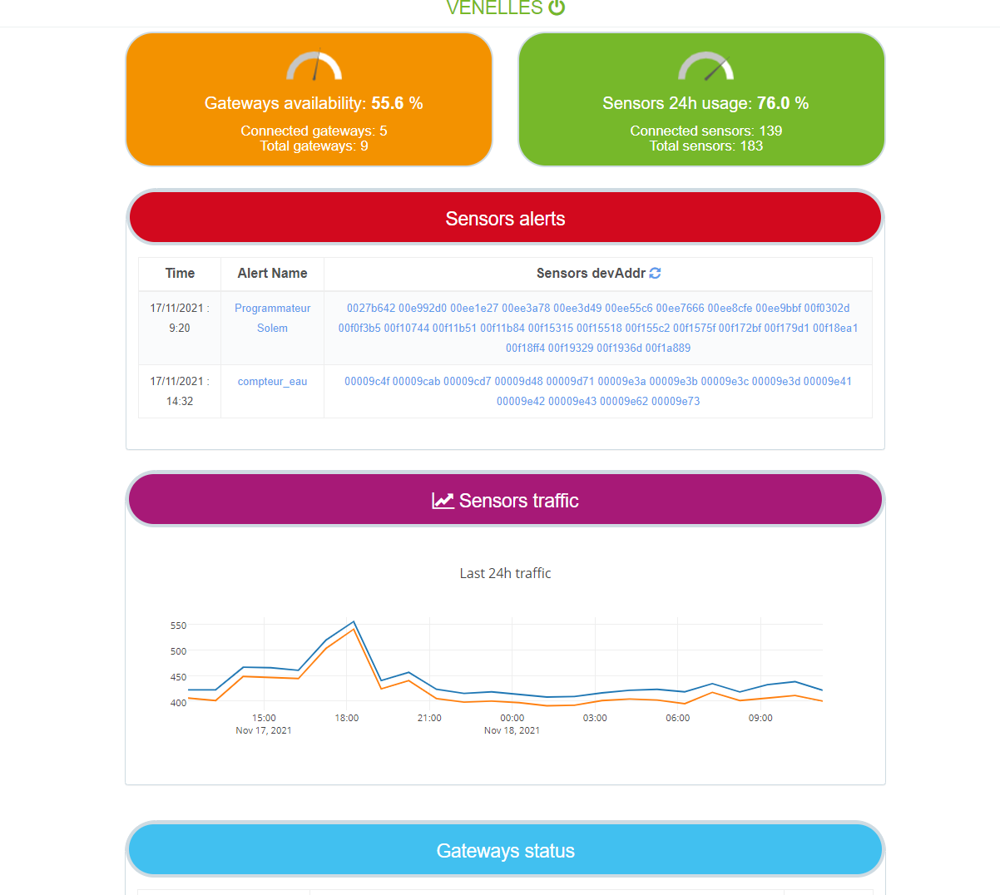 VENELLES
Gateways availability: 55.6 %
Connected gateways: 5
Total gateways: 9
Sensors 24h usage: 76.0 %
Connected sensors: 139
Total sensors: 183
Sensors alerts
Time Alert Name Sensors devAddr
17/11/2021 :
9:20
Programmateur
Solem
0027b642 00e992d0 00ee1e27 00ee3a78 00ee3d49 00ee55c6 00ee7666 00ee8cfe 00ee9bbf 00f0302d
00f0f3b5 00f10744 00f11b51 00f11b84 00f15315 00f15518 00f155c2 00f1575f 00f172bf 00f179d1 00f18ea1
00f18ff4 00f19329 00f1936d 00f1a889
17/11/2021 :
14:32
compteur_eau
00009c4f 00009cab 00009cd7 00009d48 00009d71 00009e3a 00009e3b 00009e3c 00009e3d 00009e41
00009e42 00009e43 00009e62 00009e73
Sensors traffic
Last 24h traffic
550
500
450
400
15:00 18:00 21:00 00:00 03:00 06:00 09:00
Nov 17, 2021 Nov 18, 2021
Gateways status